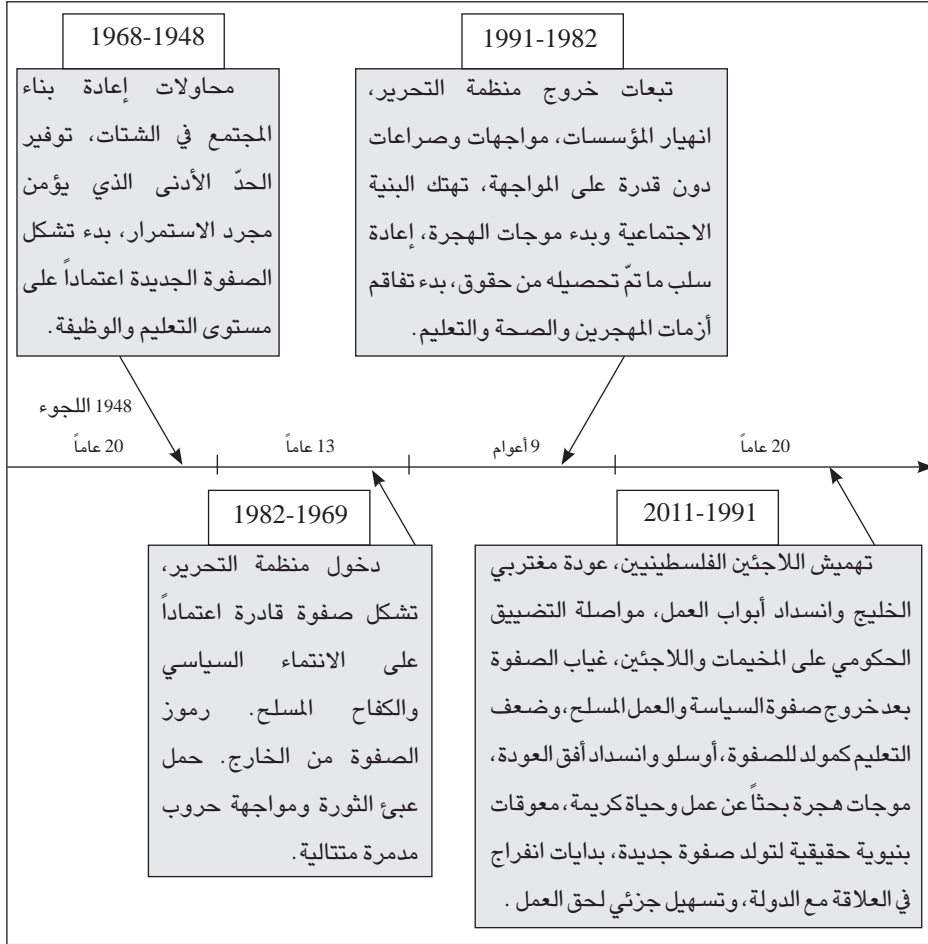 1968-1948
محاولات إعادة بناء
المجتمع في الشتات، توفير
الحدّ الأدنى الذي يؤمن
مجرد الاستمرار، بدء تشكل
الصفوة الجديدة اعتماداً على
مستوى التعليم والوظيفة.
1991-1982
تبعات خروج منظمة التحرير،
انهيار المؤسسات، مواجهات وصراعات
دون قدرة على المواجهة، تهتك البنية
الاجتماعية وبدء موجات الهجرة، إعادة
سلب ما تمّ تحصيله من حقوق، بدء تفاقم
أزمات المهجرين والصحة والتعليم.
1948 اللجوء
20 عاماً
13 عاماً
9 أعوام
20 عاماً
1982-1969
دخول منظمة التحرير،
تشكل صفوة قادرة اعتماداً
على الانتماء السياسي
والكفاح المسلح. رموز
الصفوة من الخارج. حمل
عبئ الثورة ومواجهة حروب
مدمرة متتالية.
2011-1991
تهميش اللاجئين الفلسطينيين، عودة مغتربي
الخليج وانسداد أبواب العمل، مواصلة التضييق
الحكومي على المخيمات واللاجئين، غياب الصفوة
بعد خروج صفوة السياسة والعمل المسلح، وضعف
التعليم كمولد للصفوة، أوسلو وانسداد أفق العودة،
موجات هجرة بحثاً عن عمل وحياة كريمة، معوقات
بنيوية حقيقية لتولد صفوة جديدة، بدايات انفراج
في العلاقة مع الدولة، وتسهيل جزئي لحق العمل .